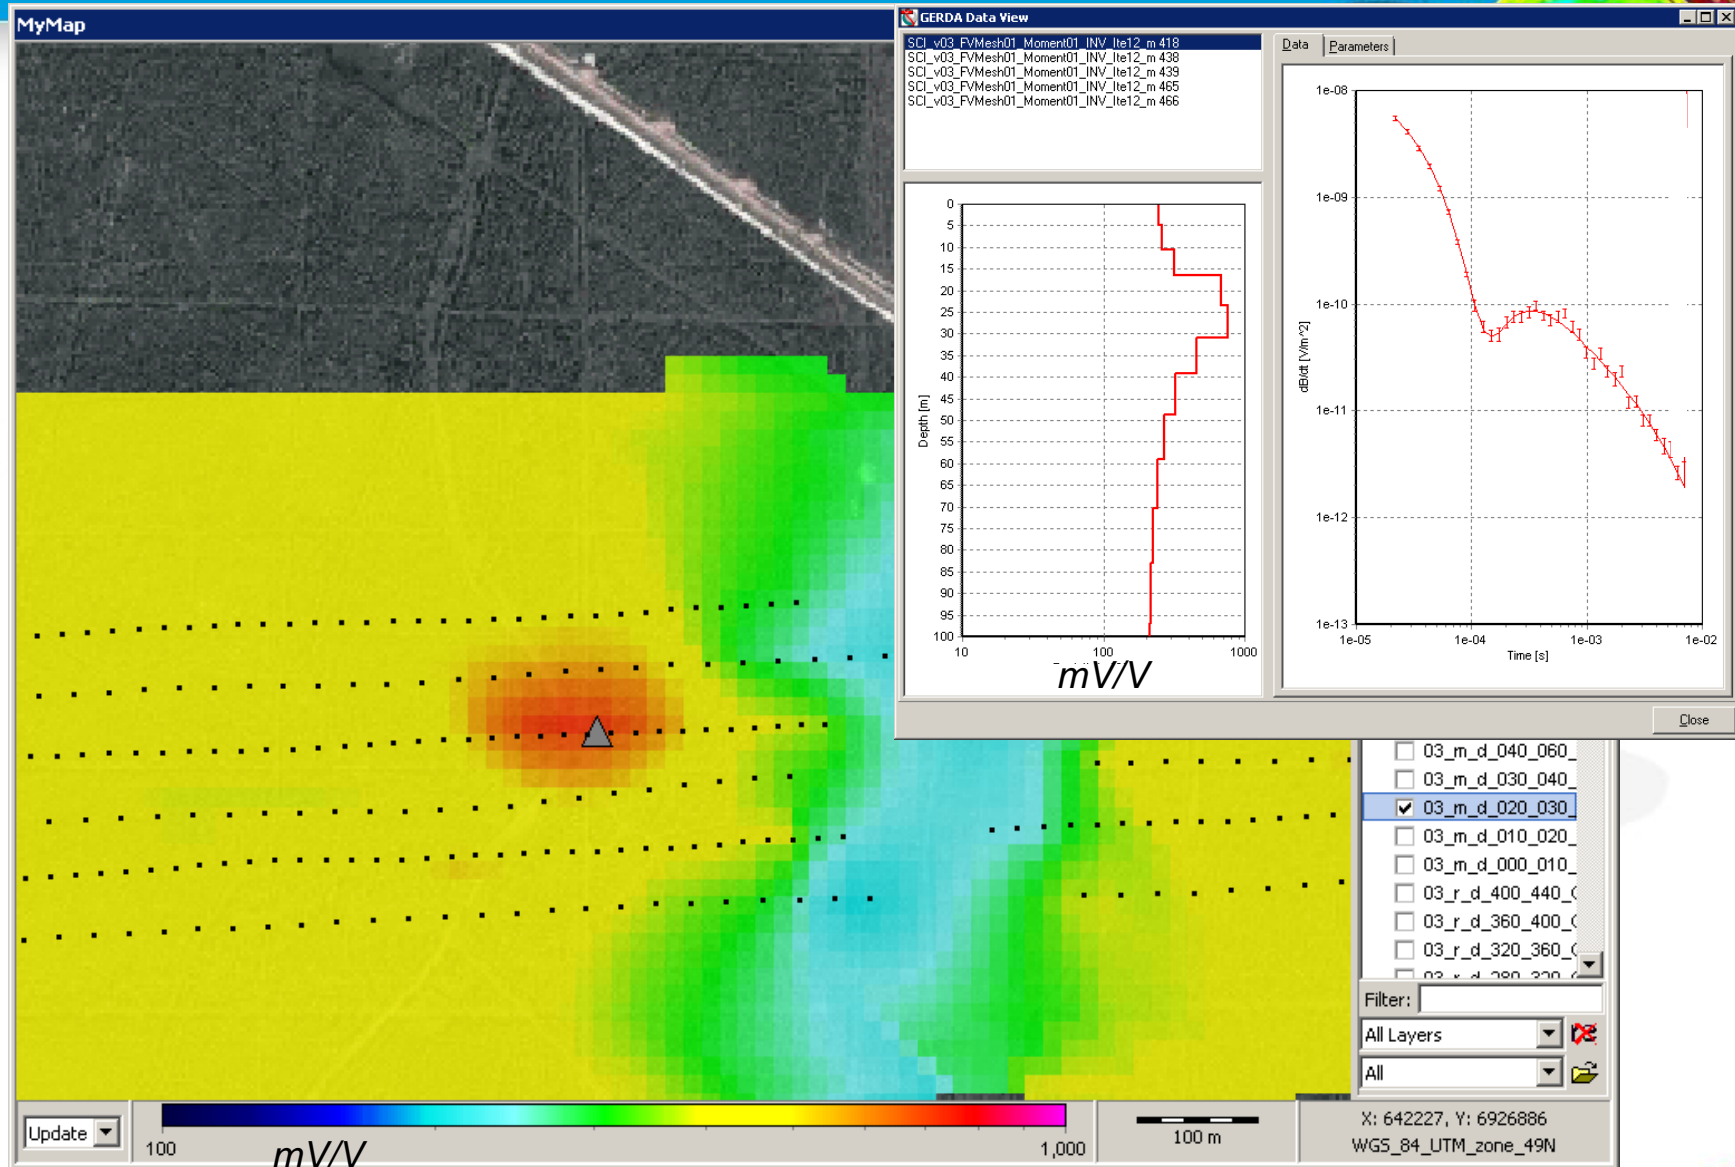 MyMap
GERDA Data View
SCI_v03_FVMesh01_Moment01_INV_Ite12_m 418
SCI_v03_FVMesh01_Moment01_INV_Ite12_m 438
SCI_v03_FVMesh01_Moment01_INV_Ite12_m 439
SCI_v03_FVMesh01_Moment01_INV_Ite12_m 465
SCI_v03_FVMesh01_Moment01_INV_Ite12_m 466
Data Parameters
0
5
10
15
20
25
30
35
40
45
50
55
60
65
70
75
80
85
90
95
100
Depth [m]
10 100 1000
mV/V
1e-08
1e-09
1e-10
1e-11
1e-12
1e-13
dB/dt [V/m^2]
1e-05 1e-04 1e-03 1e-02
Time [s]
Close
03_m_d_040_060_
03_m_d_030_040_
03_m_d_020_030_
03_m_d_010_020_
03_m_d_000_010_
03_r_d_400_440_
03_r_d_360_400_
03_r_d_320_360_
Filter:
All Layers
All
Update
100 1,000
mV/V
100 m
X: 642227, Y: 6926886
WGS_84_UTM_zone_49N